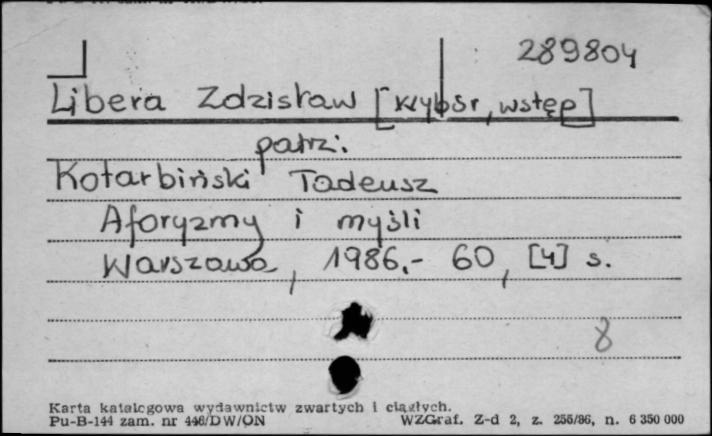 289804
Libera Zdzisław [wybór, wstęp]
patrz:
Kotarbiński Tadeusz
Aforyzmy i myśli
Warszawa, 1986.- 60, [4] s.
8
Karta katalogowa wydawnictw zwartych i ciągłych.
Pu-B-144 zam. nr 446/DW/ON WZGraf. Z-d 2, z. 255/86, n. 6 350 000